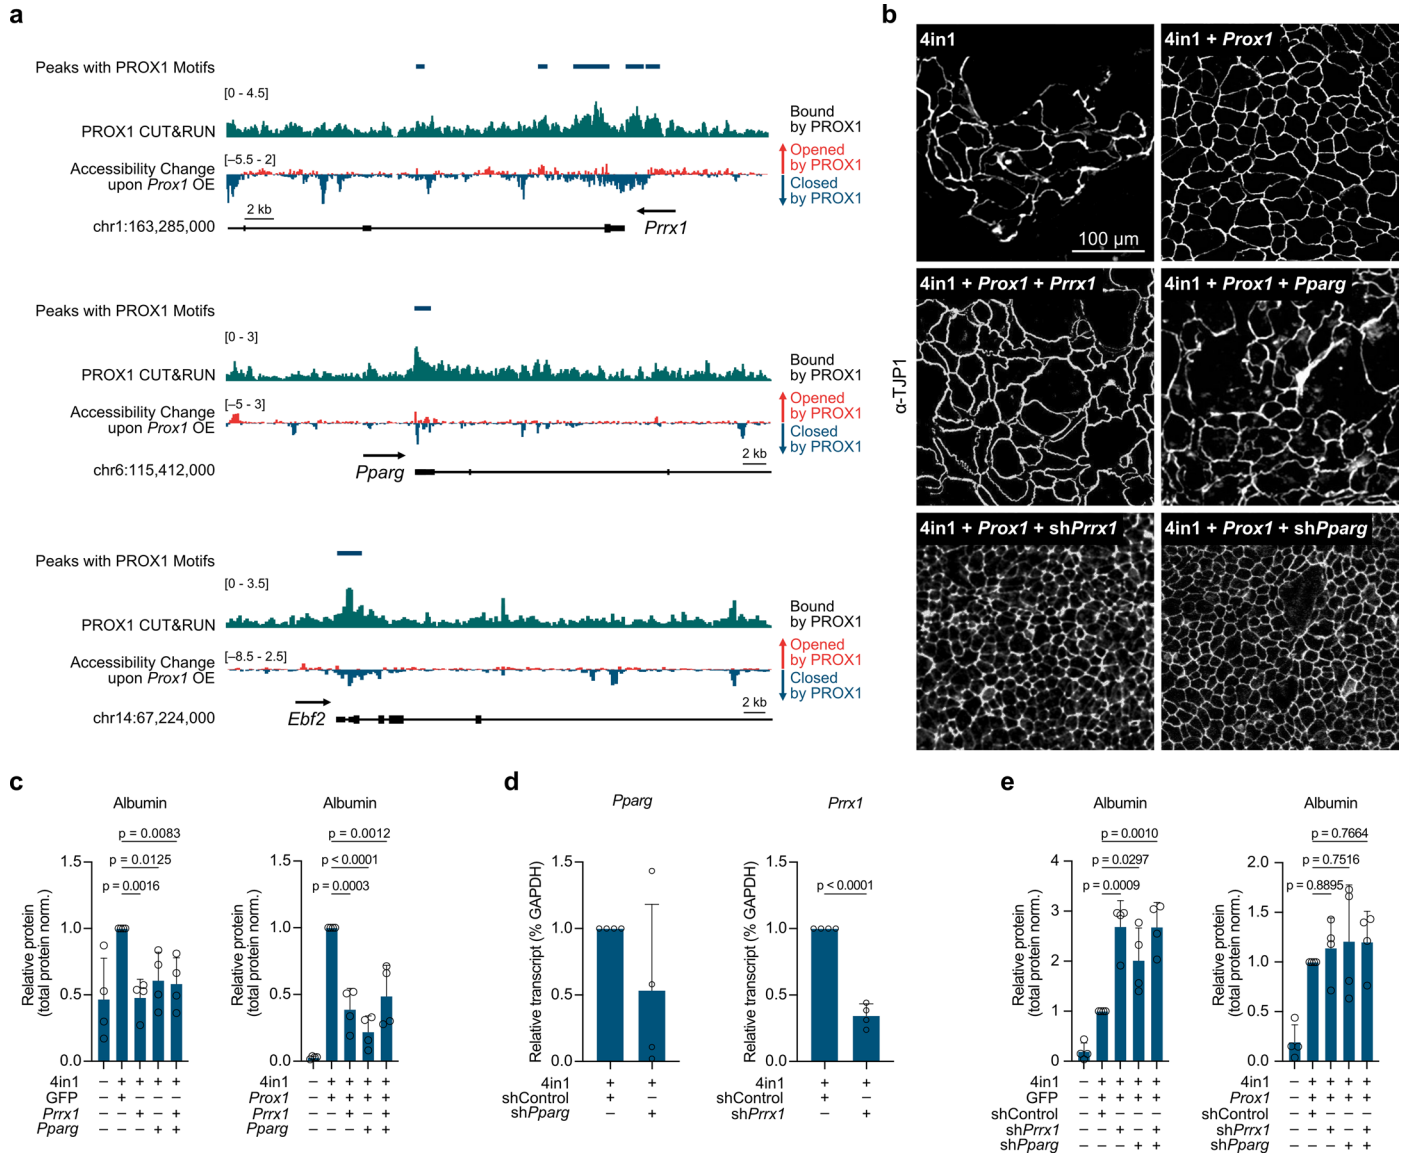 a
Peaks with PROX1 Motifs
[0 - 4.5]
PROX1 CUT&RUN
Bound
by PROX1
Accessibility Change
upon Prox1 OE
[–5.5 - 2]
Opened
by PROX1
Closed
by PROX1
2 kb
chr1:163,285,000
Prrx1
Peaks with PROX1 Motifs
[0 - 3]
PROX1 CUT&RUN
Bound
by PROX1
Accessibility Change
upon Prox1 OE
[–5 - 3]
Opened
by PROX1
Closed
by PROX1
2 kb
chr6:115,412,000
Pparg
Peaks with PROX1 Motifs
[0 - 3.5]
PROX1 CUT&RUN
Bound
by PROX1
Accessibility Change
upon Prox1 OE
[–8.5 - 2.5]
Opened
by PROX1
Closed
by PROX1
2 kb
chr14:67,224,000
Ebf2
b
α-TJP1
4in1
100 µm
4in1 + Prox1
4in1 + Prox1 + Prrx1
4in1 + Prox1 + Pparg
4in1 + Prox1 + shPrrx1
4in1 + Prox1 + shPparg
c
Albumin
p = 0.0083
p = 0.0125
p = 0.0016
Relative protein
(total protein norm.)
1.5
1.0
0.5
0.0
4in1 – + + + +
GFP – + + + +
Prrx1 – – + – +
Pparg – – – + +
Albumin
p = 0.0012
p < 0.0001
p = 0.0003
Relative protein
(total protein norm.)
1.5
1.0
0.5
0.0
4in1 – + + + +
Prox1 – + + + +
Prrx1 – – + – +
Pparg – – – + +
d
Pparg
Relative transcript (% GAPDH)
1.5
1.0
0.5
0.0
4in1 + +
shControl + –
shPparg – +
Prrx1
p < 0.0001
Relative transcript (% GAPDH)
1.5
1.0
0.5
0.0
4in1 + +
shControl + –
shPrrx1 – +
e
Albumin
p = 0.0010
p = 0.0297
p = 0.0009
Relative protein
(total protein norm.)
4
3
2
1
0
4in1 – + + + +
GFP – + + + +
shControl – + – – –
shPrrx1 – – + – +
shPparg – – – + +
Albumin
p = 0.7664
p = 0.7516
p = 0.8895
Relative protein
(total protein norm.)
2.0
1.5
1.0
0.5
0.0
4in1 – + + + +
Prox1 – + + + +
shControl – + – – –
shPrrx1 – – + – +
shPparg – – – + +